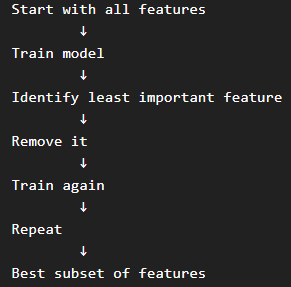 Start with all features
↓
Train model
↓
Identify least important feature
↓
Remove it
↓
Train again
↓
Repeat
↓
Best subset of features